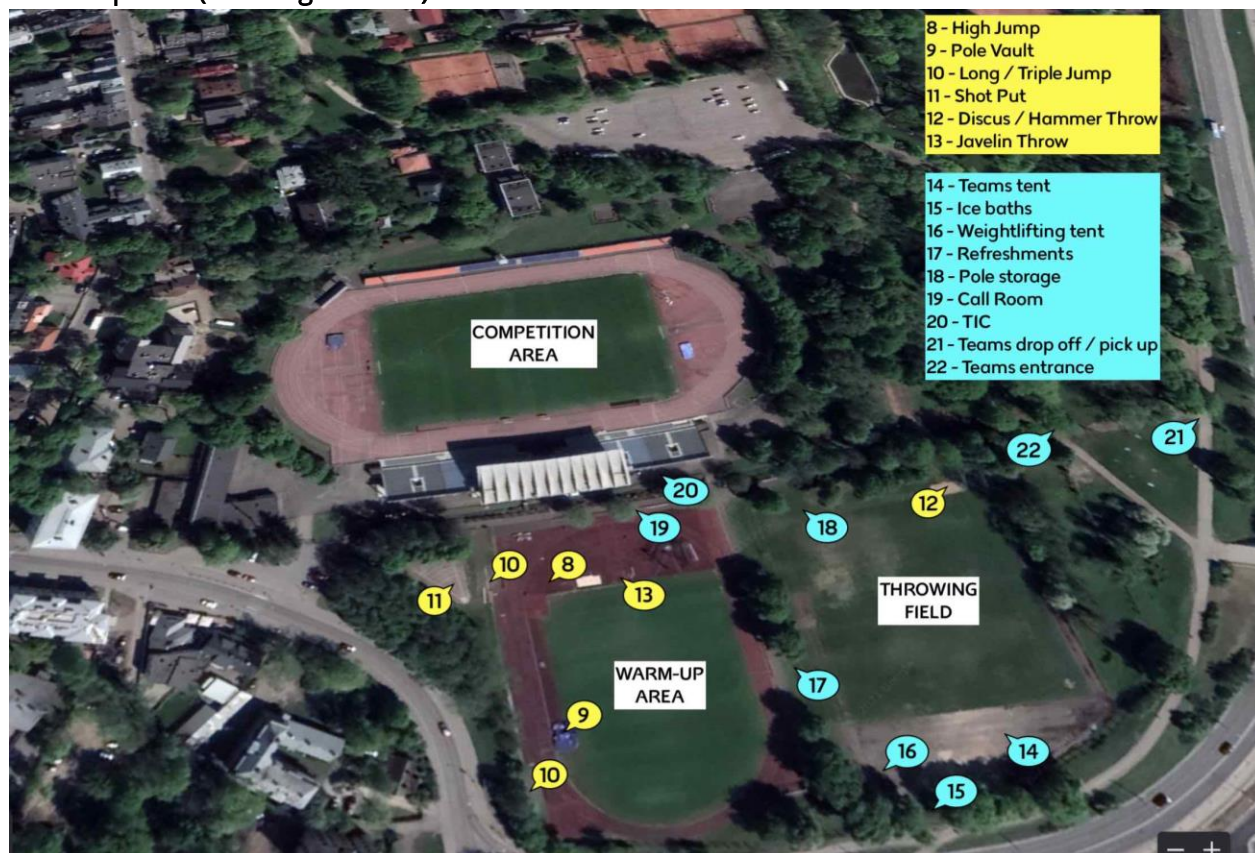 8 - High Jump
9 - Pole Vault
10 - Long / Triple Jump
11 - Shot Put
12 - Discus / Hammer Throw
13 - Javelin Throw
14 - Teams tent
15 - Ice baths
16 - Weightlifting tent
17 - Refreshments
18 - Pole storage
19 - Call Room
20 - TIC
21 - Teams drop off / pick up
22 - Teams entrance
COMPETITION
AREA
21
22
20
12
19
18
10
8
13
11
THROWING
FIELD
WARM-UP
AREA
17
9
16
14
10
15